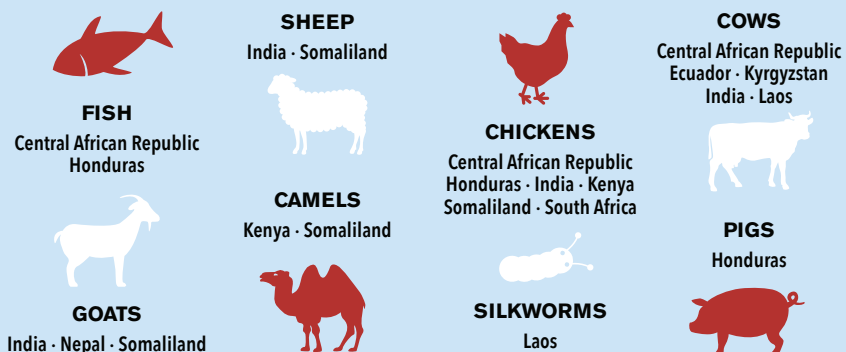 FISH
Central African Republic
Honduras
GOATS
India · Nepal · Somaliland
SHEEP
India · Somaliland
CAMELS
Kenya · Somaliland
CHICKENS
Central African Republic
Honduras · India · Kenya
Somaliland · South Africa
SILKWORMS
Laos
COWS
Central African Republic
Ecuador · Kyrgyzstan
India · Laos
PIGS
Honduras